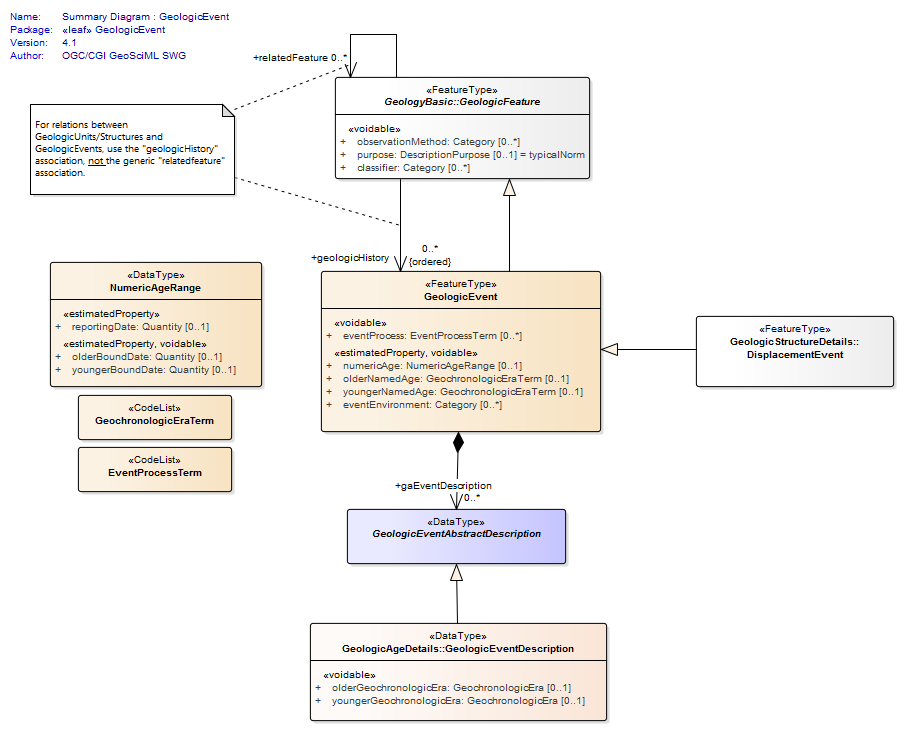 Name: Summary Diagram : GeologicEvent
Package: «leaf» GeologicEvent
Version: 4.1
Author: OGC/CGI GeoSciML SWG
+relatedFeature 0..*
«FeatureType»
GeologyBasic::GeologicFeature
«voidable»
+ observationMethod: Category [0..*]
+ purpose: DescriptionPurpose [0..1] = typicalNorm
+ classifier: Category [0..*]
For relations between
GeologicUnits/Structures and
GeologicEvents, use the "geologicHistory"
association, not the generic "relatedfeature"
association.
+geologicHistory
0..*
{ordered}
«DataType»
NumericAgeRange
«estimatedProperty»
+ reportingDate: Quantity [0..1]
«estimatedProperty, voidable»
+ olderBoundDate: Quantity [0..1]
+ youngerBoundDate: Quantity [0..1]
«FeatureType»
GeologicEvent
«voidable»
+ eventProcess: EventProcessTerm [0..*]
«estimatedProperty, voidable»
+ numericAge: NumericAgeRange [0..1]
+ olderNamedAge: GeochronologicEraTerm [0..1]
+ youngerNamedAge: GeochronologicEraTerm [0..1]
+ eventEnvironment: Category [0..*]
«FeatureType»
GeologicStructureDetails::
DisplacementEvent
«CodeList»
GeochronologicEraTerm
«CodeList»
EventProcessTerm
+gaEventDescription
0..*
«DataType»
GeologicEventAbstractDescription
«DataType»
GeologicAgeDetails::GeologicEventDescription
«voidable»
+ olderGeochronologicEra: GeochronologicEra [0..1]
+ youngerGeochronologicEra: GeochronologicEra [0..1]